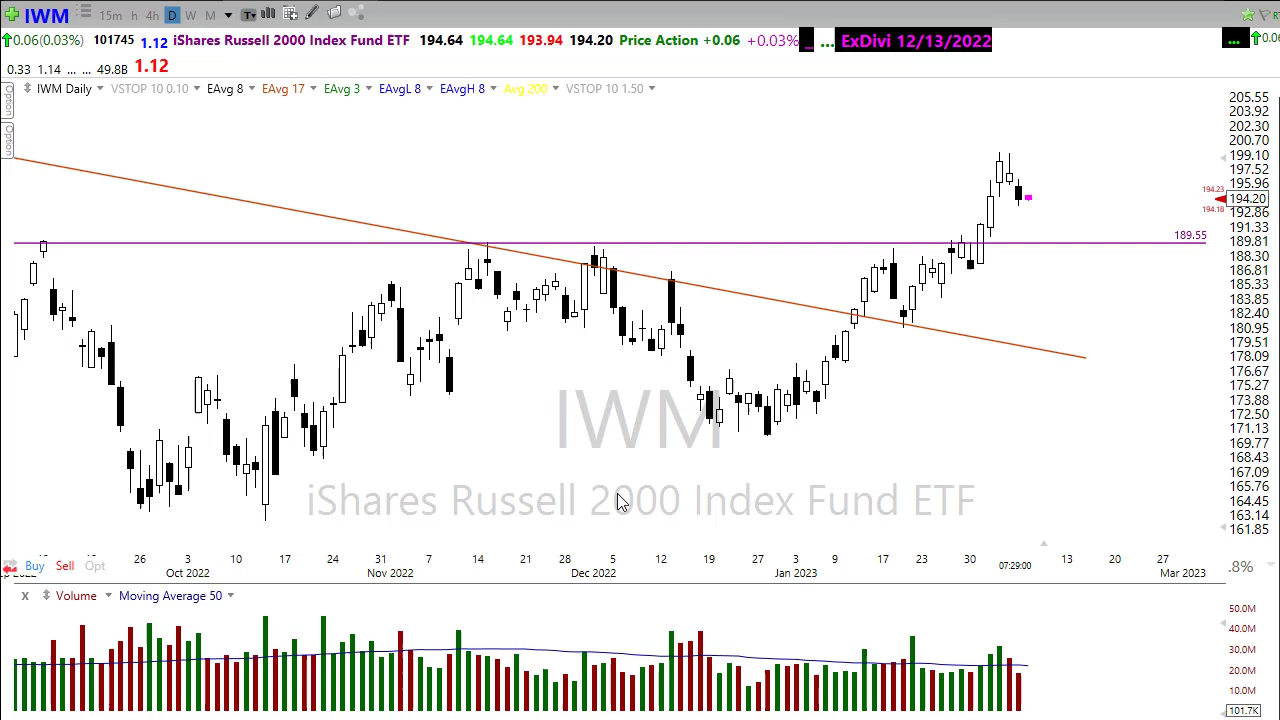 IWM 15m h 4h D W M T
0.06(0.03%) 101745 1.12 iShares Russell 2000 Index Fund ETF 194.64 194.64 193.94 194.20 Price Action +0.06 +0.03% ... ... ExDivi 12/13/2022 ... 0.06
0.33 1.14 ... ... 49.8B 1.12
IWM Daily VSTOP 10 0.10 EAvg 8 EAvg 17 EAvg 3 EAvgL 8 EAvgH 8 Avg 200 VSTOP 10 1.50
Option
Option
205.55
203.92
202.30
200.70
199.10
197.52
195.96
194.23
194.20
194.18
192.86
191.33
189.55
189.81
188.30
186.81
185.33
183.85
182.40
180.95
179.51
178.09
176.67
175.27
173.88
172.50
171.13
169.77
168.43
167.09
165.76
164.45
163.14
161.85
IWM
iShares Russell 2000 Index Fund ETF
26 3 10 17 24 31 7 14 21 28 5 12 19 27 3 9 17 23 30 07:29:00 13 20 27
Buy Sell Opt .8%
Oct 2022 Nov 2022 Dec 2022 Jan 2023 Mar 2023
x Volume Moving Average 50
50.0M
40.0M
30.0M
20.0M
10.0M
101.7K